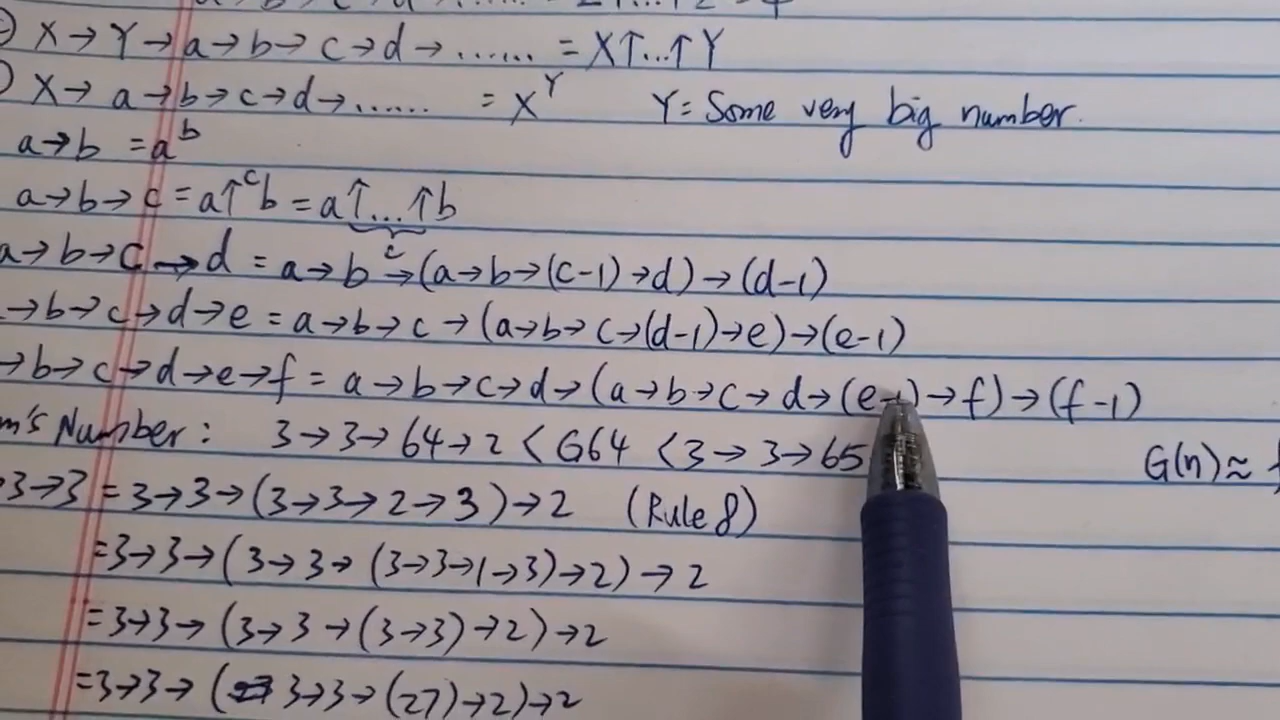 X→Y→a→b→c→d→...... = X↑...↑Y
X→ a→b→c→d→...... = X^Y Y= Some very big number.
a→b = a^b
a→b→c = a↑^c b = a↑...↑b
c
a→b→c→d = a→b→(a→b→(c-1)→d)→(d-1)
→b→c→d→e = a→b→c→(a→b→c→(d-1)→e)→(e-1)
→b→c→d→e→f = a→b→c→d→(a→b→c→d→(e-1)→f)→(f-1)
m's Number: 3→3→64→2 < G64 < 3→3→65 G(n)≈
3→3 = 3→3→(3→3→2→3)→2 (Rule 8)
=3→3→(3→3→(3→3→1→3)→2)→2
=3→3→(3→3→(3→3)→2)→2
=3→3→(3→3→(27)→2)→2